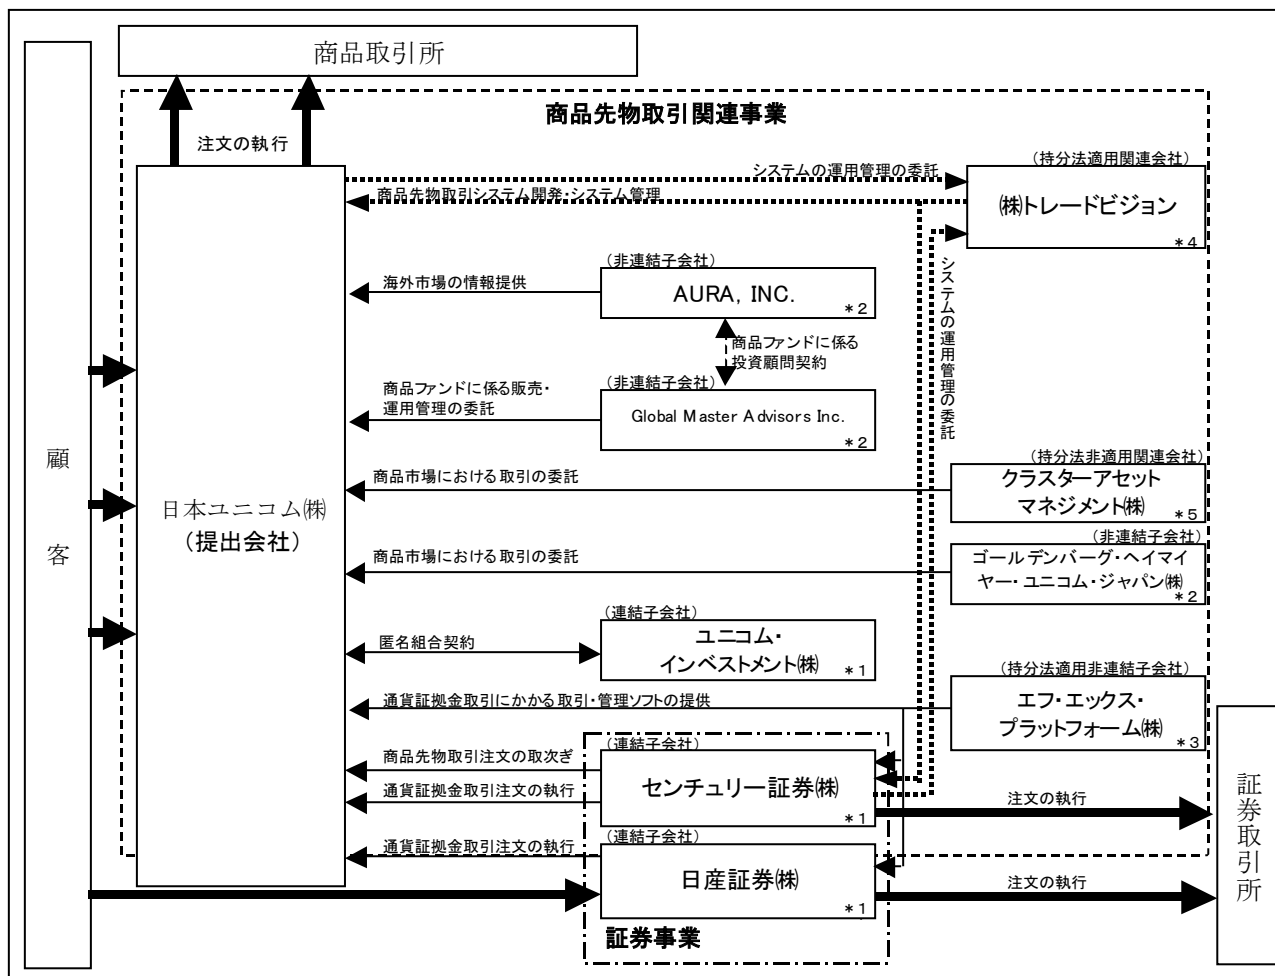 商品取引所
商品先物取引関連事業
注文の執行
顧
客
日本ユニコム㈱
（提出会社）
システムの運用管理の委託
商品先物取引システム開発・システム管理
（持分法適用関連会社）
㈱トレードビジョン
＊４
システムの運用管理の委託
（非連結子会社）
海外市場の情報提供
AURA, INC.
＊２
商品ファンドに係る
投資顧問契約
（非連結子会社）
商品ファンドに係る販売・
運用管理の委託
Global Master Advisors Inc.
＊２
（持分法非適用関連会社）
商品市場における取引の委託
クラスターアセット
マネジメント㈱
＊５
（非連結子会社）
商品市場における取引の委託
ゴールデンバーグ・ヘイマイ
ヤー・ユニコム・ジャパン㈱
＊２
（連結子会社）
匿名組合契約
ユニコム・
インベストメント㈱
＊１
（持分法適用非連結子会社）
通貨証拠金取引にかかる取引・管理ソフトの提供
エフ・エックス・
プラットフォーム㈱
＊３
（連結子会社）
商品先物取引注文の取次ぎ
センチュリー証券㈱
通貨証拠金取引注文の執行
＊１
注文の執行
（連結子会社）
通貨証拠金取引注文の執行
日産証券㈱
＊１
注文の執行
証券事業
証券取引所